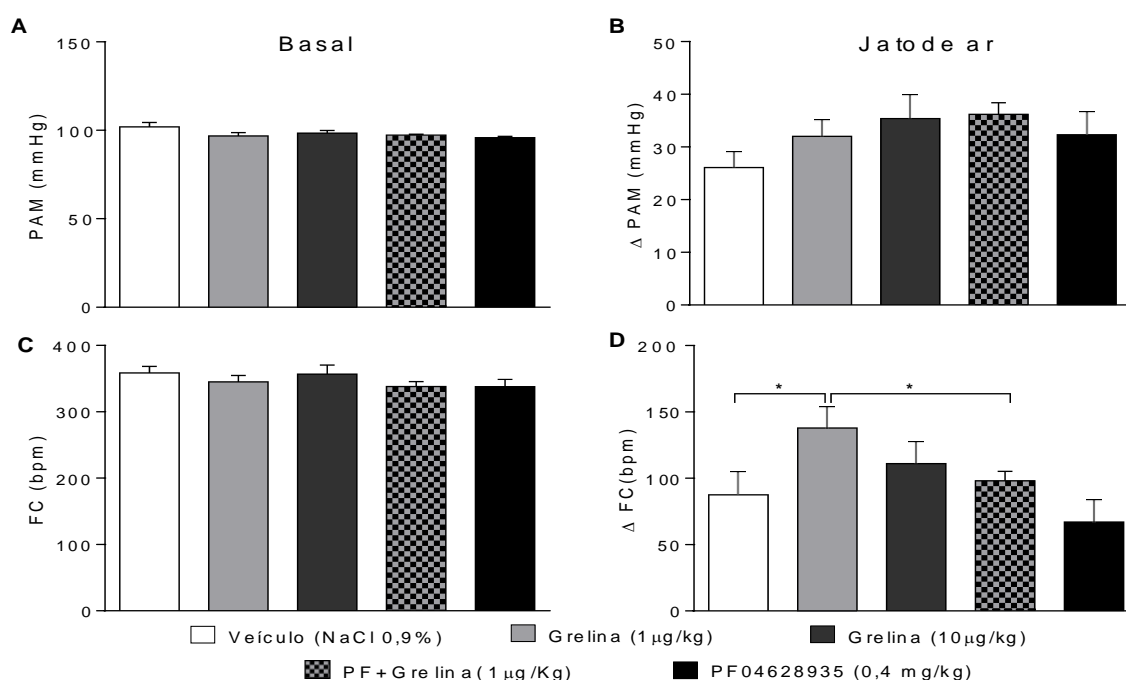 A
Basal
PAM (mmHg)
150
100
50
0
B
Jato de ar
Δ PAM (mmHg)
50
40
30
20
10
0
C
FC (bpm)
400
300
200
100
0
D
Δ FC(bpm)
200
150
100
50
0
*
*
Veículo (NaCl 0,9%)
Grelina (1μg/kg)
Grelina (10μg/kg)
PF+Grelina(1μg/Kg)
PF04628935 (0,4 mg/kg)